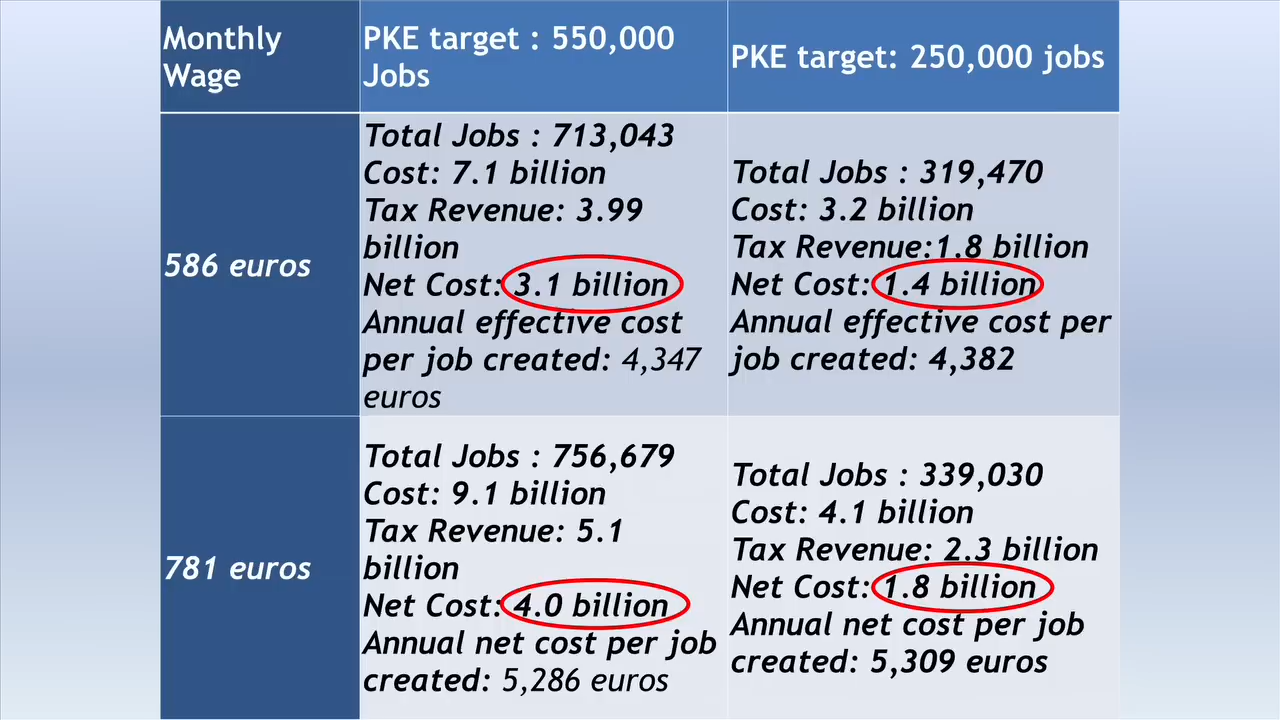 Monthly
Wage
PKE target : 550,000
Jobs
PKE target: 250,000 jobs
586 euros
Total Jobs : 713,043
Cost: 7.1 billion
Tax Revenue: 3.99
billion
Net Cost: 3.1 billion
Annual effective cost
per job created: 4,347
euros
Total Jobs : 319,470
Cost: 3.2 billion
Tax Revenue:1.8 billion
Net Cost: 1.4 billion
Annual effective cost per
job created: 4,382
781 euros
Total Jobs : 756,679
Cost: 9.1 billion
Tax Revenue: 5.1
billion
Net Cost: 4.0 billion
Annual net cost per job
created: 5,286 euros
Total Jobs : 339,030
Cost: 4.1 billion
Tax Revenue: 2.3 billion
Net Cost: 1.8 billion
Annual net cost per job
created: 5,309 euros